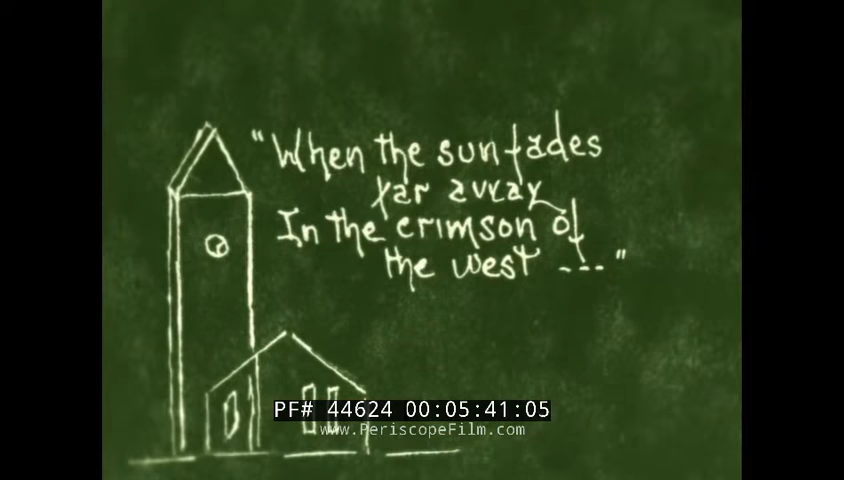 "When the sun fades
far away
In the crimson of
the west ---"
PF# 44624 00:05:41:05
www.PeriscopeFilm.com